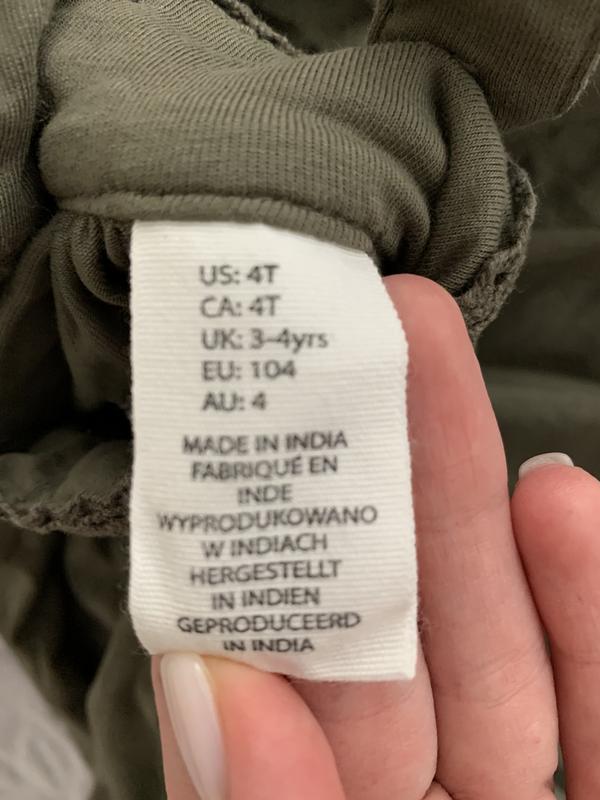 US: 4T
CA: 4T
UK: 3-4yrs
EU: 104
AU: 4
MADE IN INDIA
FABRIQUÉ EN
INDE
WYPRODUKOWANO
W INDIACH
HERGESTELLT
IN INDIEN
GEPRODUCEERD
IN INDIA